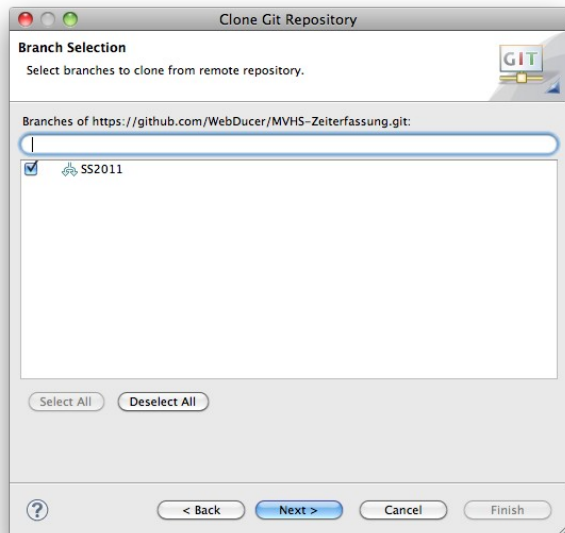 Clone Git Repository
Branch Selection
Select branches to clone from remote repository.
GIT
Branches of https://github.com/WebDucer/MVHS-Zeiterfassung.git:
SS2011
Select All
Deselect All
?
< Back
Next >
Cancel
Finish